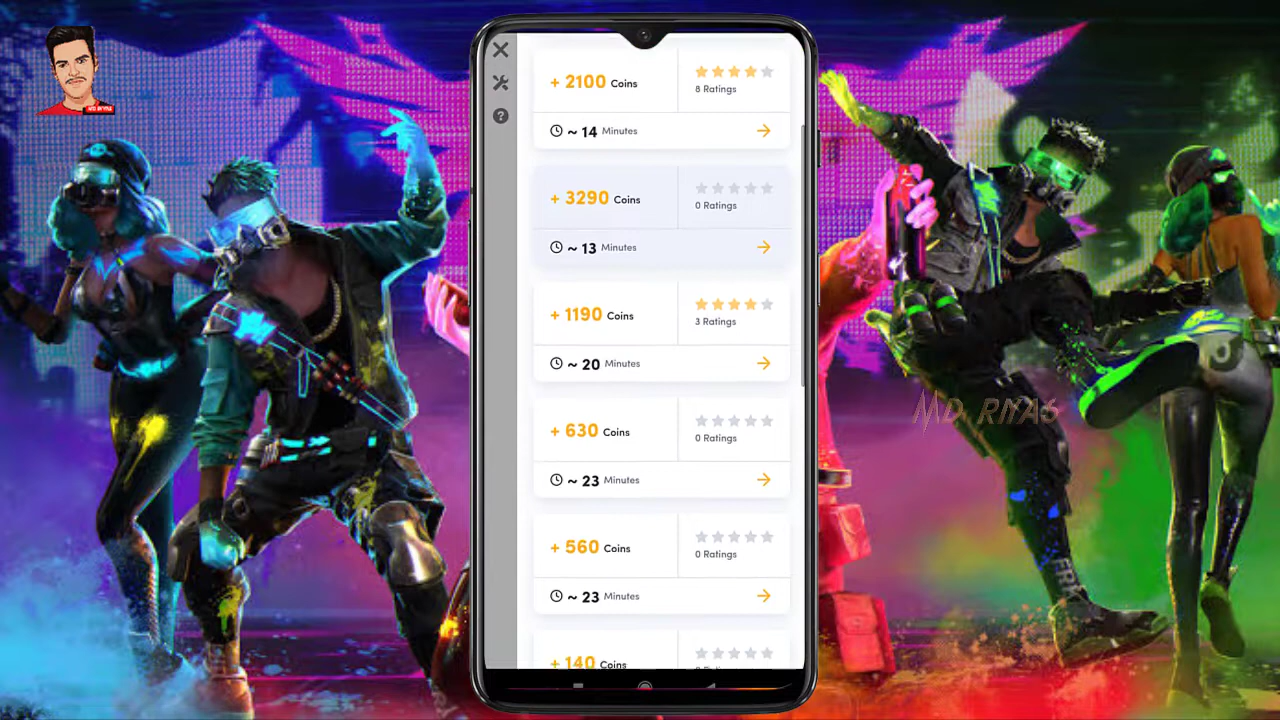 MD RIYA6
+ 2100 Coins
8 Ratings
~ 14 Minutes
+ 3290 Coins
0 Ratings
~ 13 Minutes
+ 1190 Coins
3 Ratings
~ 20 Minutes
+ 630 Coins
0 Ratings
~ 23 Minutes
+ 560 Coins
0 Ratings
~ 23 Minutes
+ 140 Coins